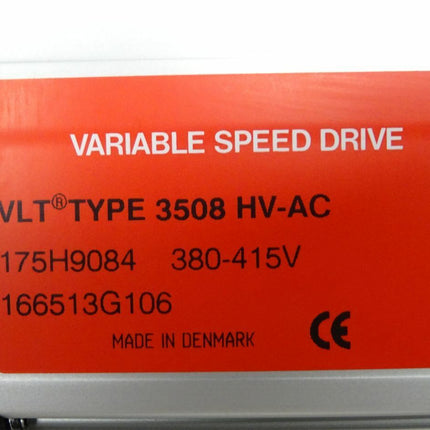 VARIABLE SPEED DRIVE
VLT® TYPE 3508 HV-AC
175H9084 380-415V
166513G106
MADE IN DENMARK CE